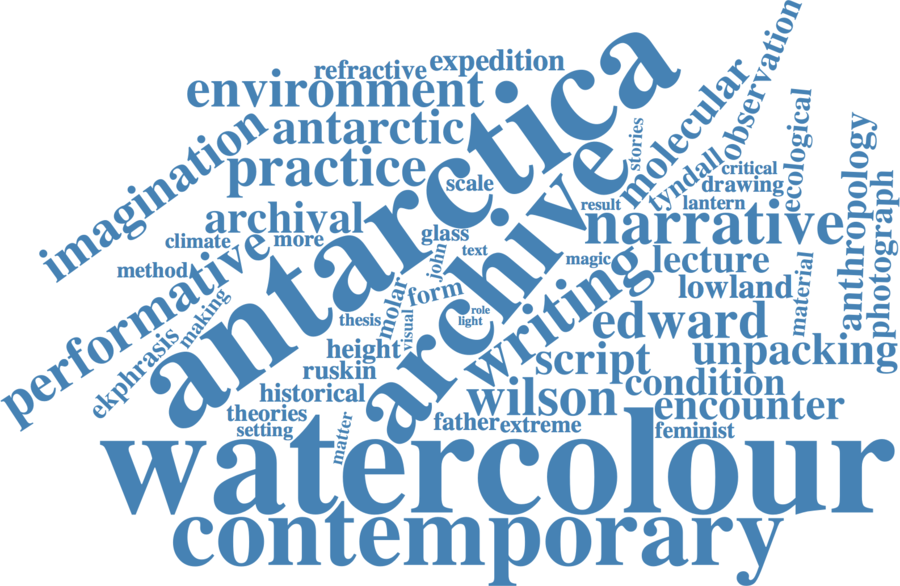 expedition
refractive
environment
observation
antarctica
molecular
antarctic
imagination
practice
stories
tyndall
critical
ecological
drawing
scale
lantern
anthropology
photograph
result
archival
narrative
climate
more
glass
text
archive
method
performative
john
magic
lecture
material
form
lowland
molar
writing
role
light
visual
thesis
making
edward
ekphrasis
height
script
unpacking
ruskin
condition
historical
wilson
encounter
theories
father
extreme
setting
matter
feminist
watercolour
contemporary